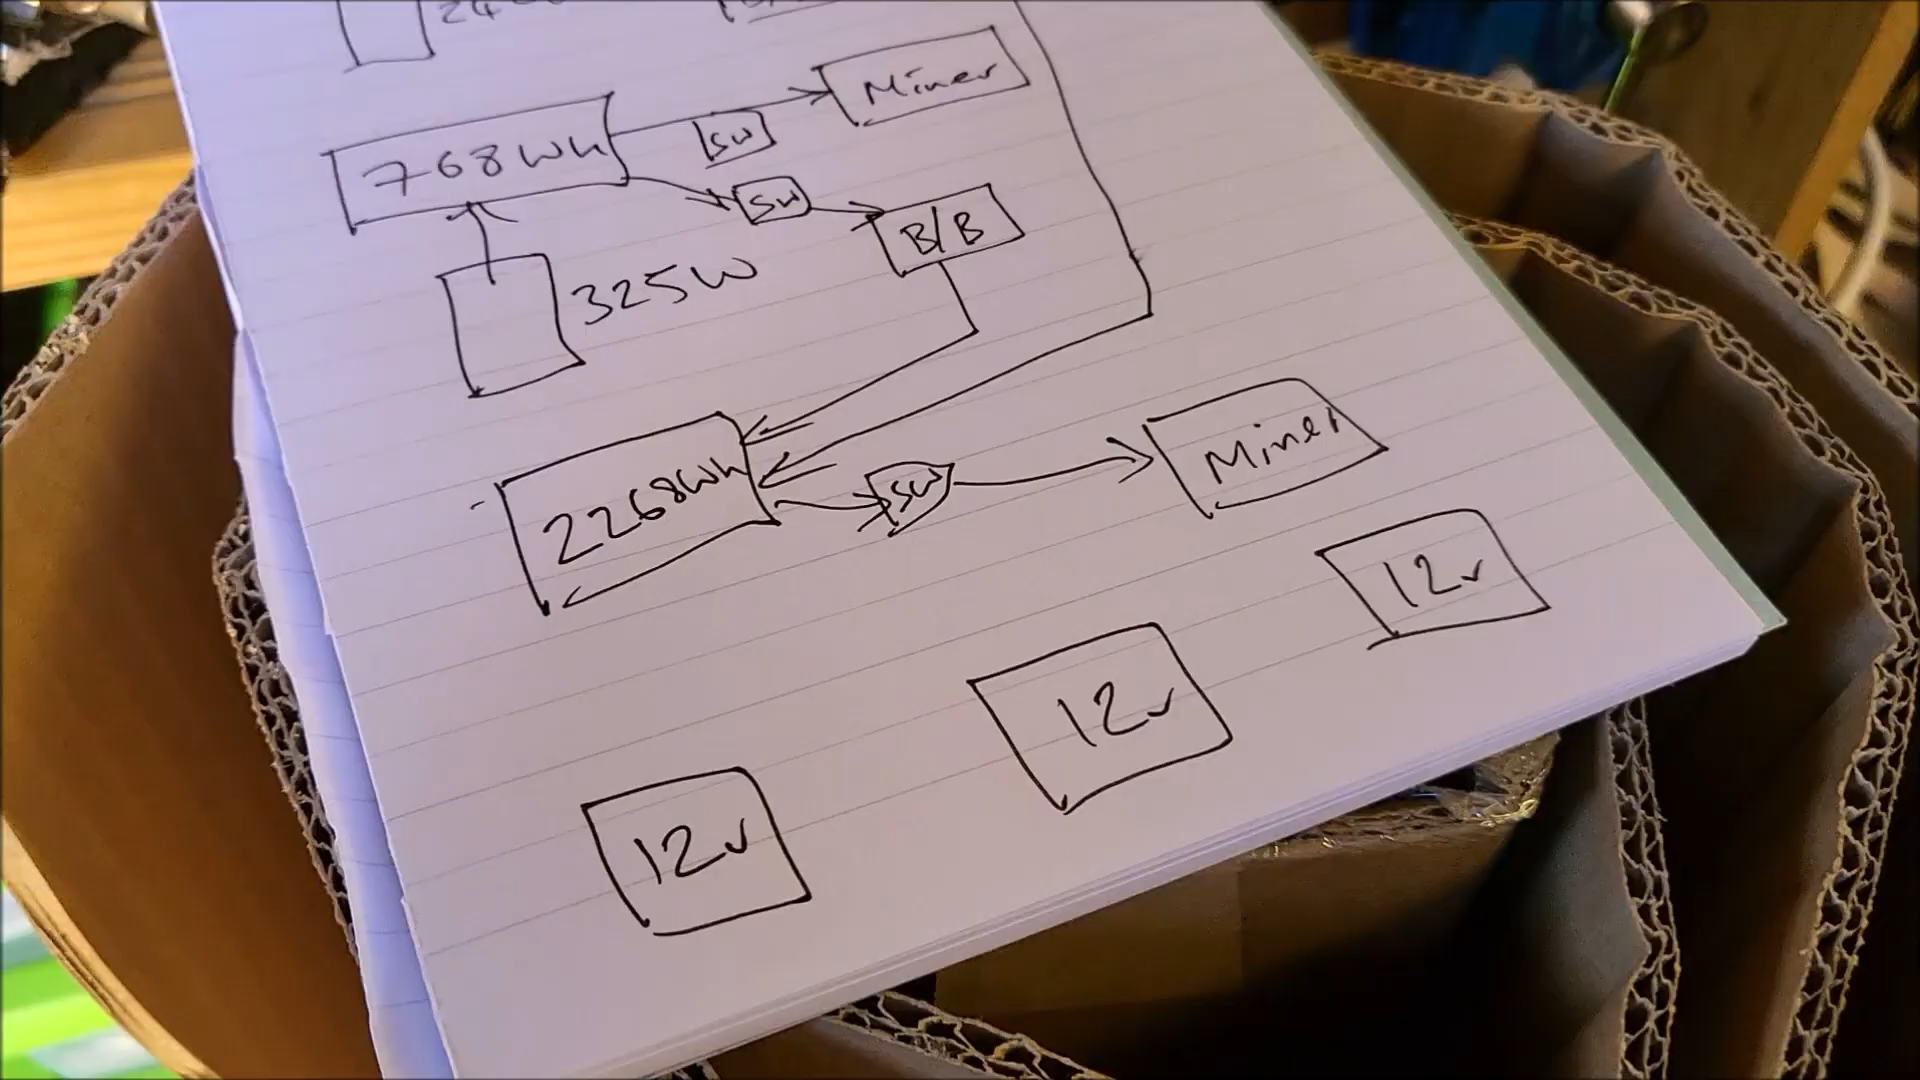 Miner
768Wh
SW
SW
B/B
325W
2268Wh
SW
Miner
12v
12v
12v